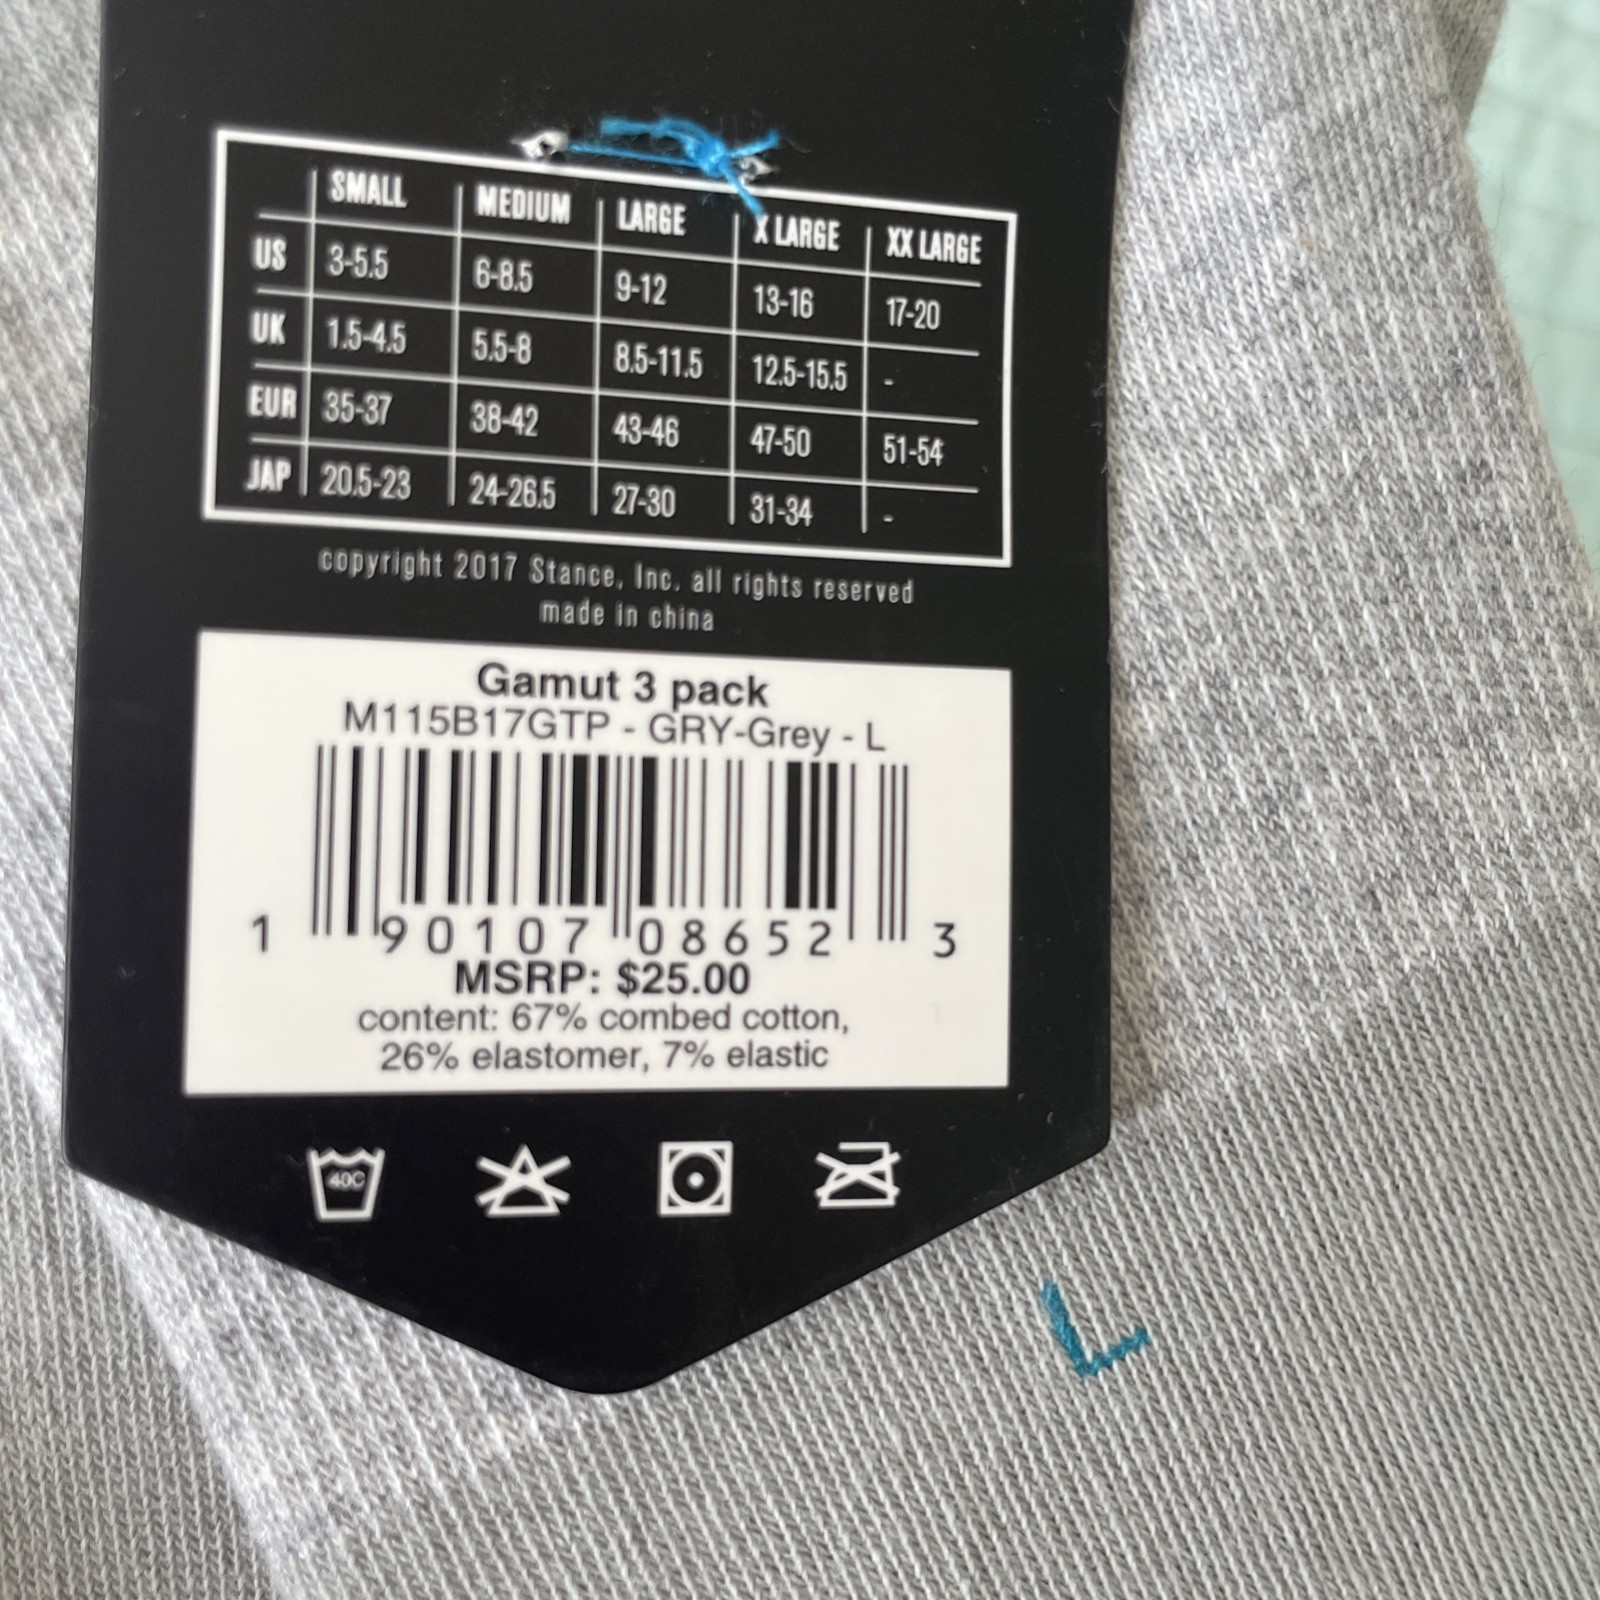 SMALL MEDIUM LARGE X LARGE XX LARGE
US 3-5.5 6-8.5 9-12 13-16 17-20
UK 1.5-4.5 5.5-8 8.5-11.5 12.5-15.5 -
EUR 35-37 38-42 43-46 47-50 51-54
JAP 20.5-23 24-26.5 27-30 31-34 -
copyright 2017 Stance, Inc. all rights reserved
made in china
Gamut 3 pack
M115B17GTP - GRY-Grey - L
1 90107 08652 3
MSRP: $25.00
content: 67% combed cotton,
26% elastomer, 7% elastic
40C
L